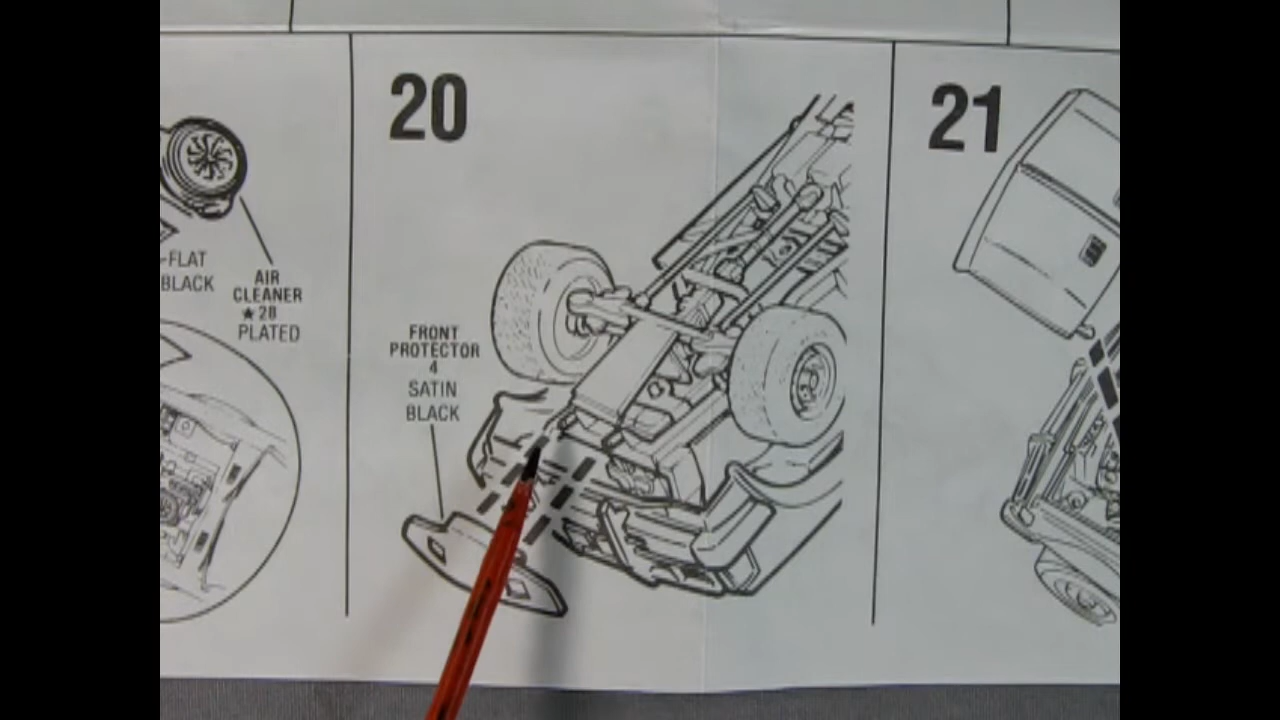 20
21
FLAT
BLACK
AIR
CLEANER
★28
PLATED
FRONT
PROTECTOR
4
SATIN
BLACK